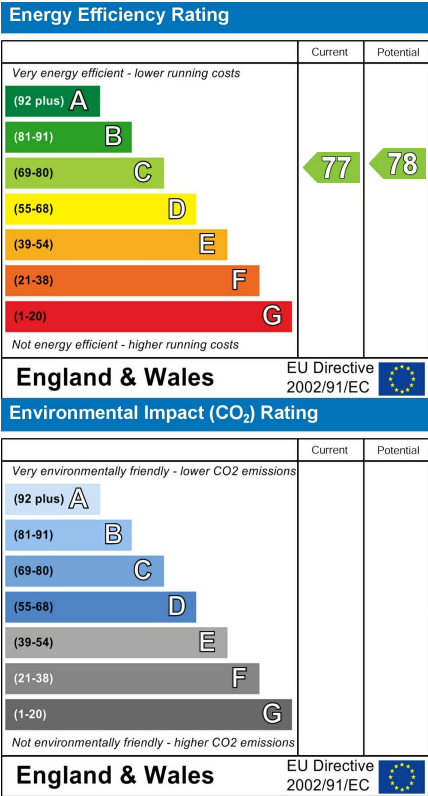 Energy Efficiency Rating
Current Potential
Very energy efficient - lower running costs
(92 plus) A
(81-91) B
(69-80) C
77 78
(55-68) D
(39-54) E
(21-38) F
(1-20) G
Not energy efficient - higher running costs
England & Wales
EU Directive
2002/91/EC
Environmental Impact (CO₂) Rating
Current Potential
Very environmentally friendly - lower CO2 emissions
(92 plus) A
(81-91) B
(69-80) C
(55-68) D
(39-54) E
(21-38) F
(1-20) G
Not environmentally friendly - higher CO2 emissions
England & Wales
EU Directive
2002/91/EC